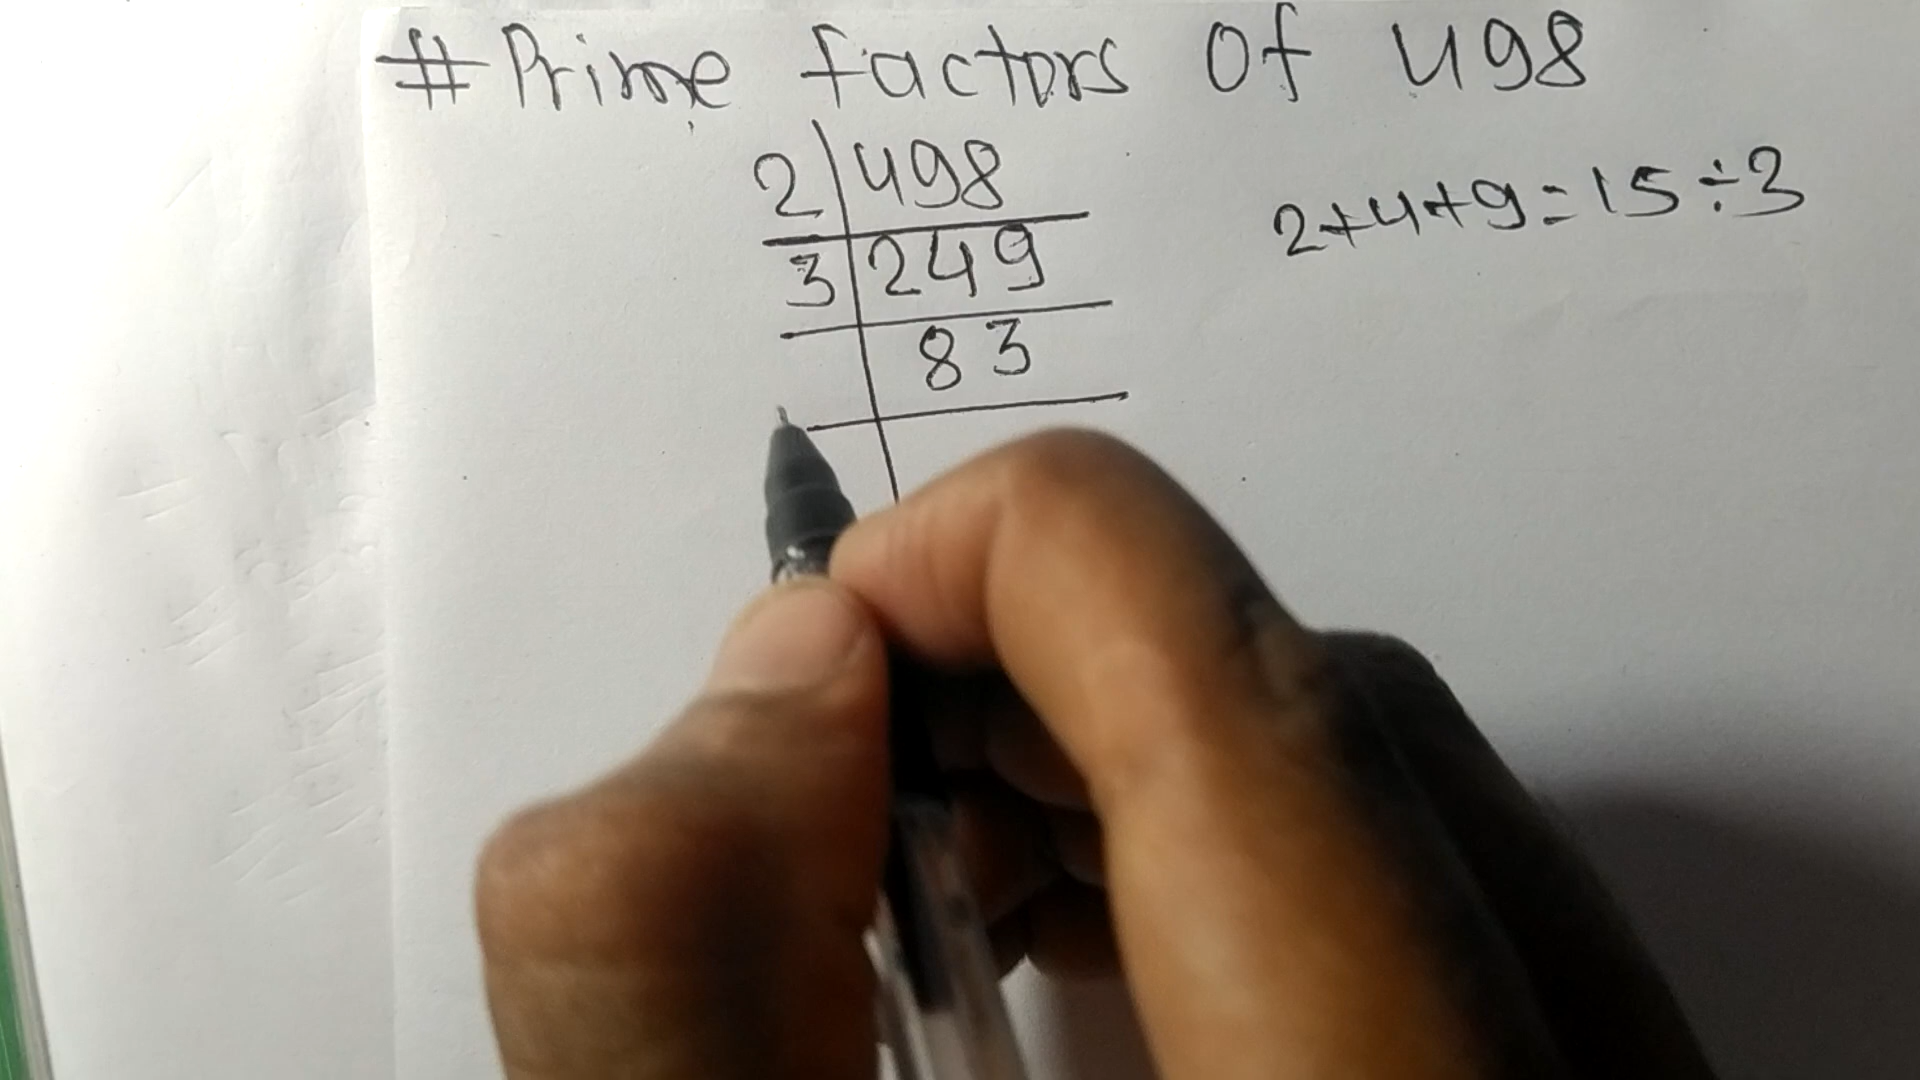 # Prime factors Of 498
2 | 498
3 | 249
83
2+4+9=15÷3